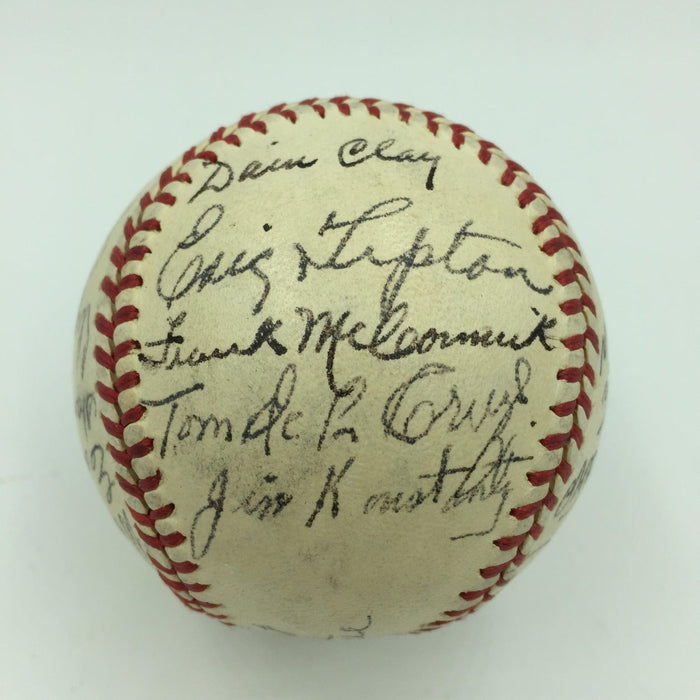 Dain Clay
Eric Tipton
Frank McCormick
Tom De La Cruz
Jim Konstanty